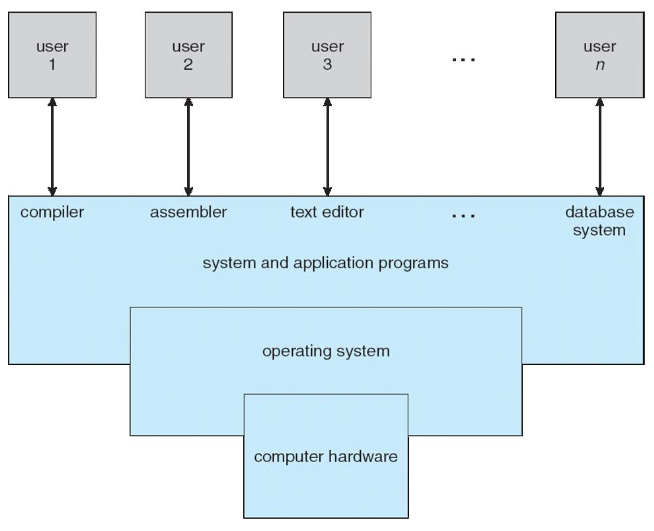 user
1
user
2
user
3
...
user
n
compiler
assembler
text editor
...
database
system
system and application programs
operating system
computer hardware